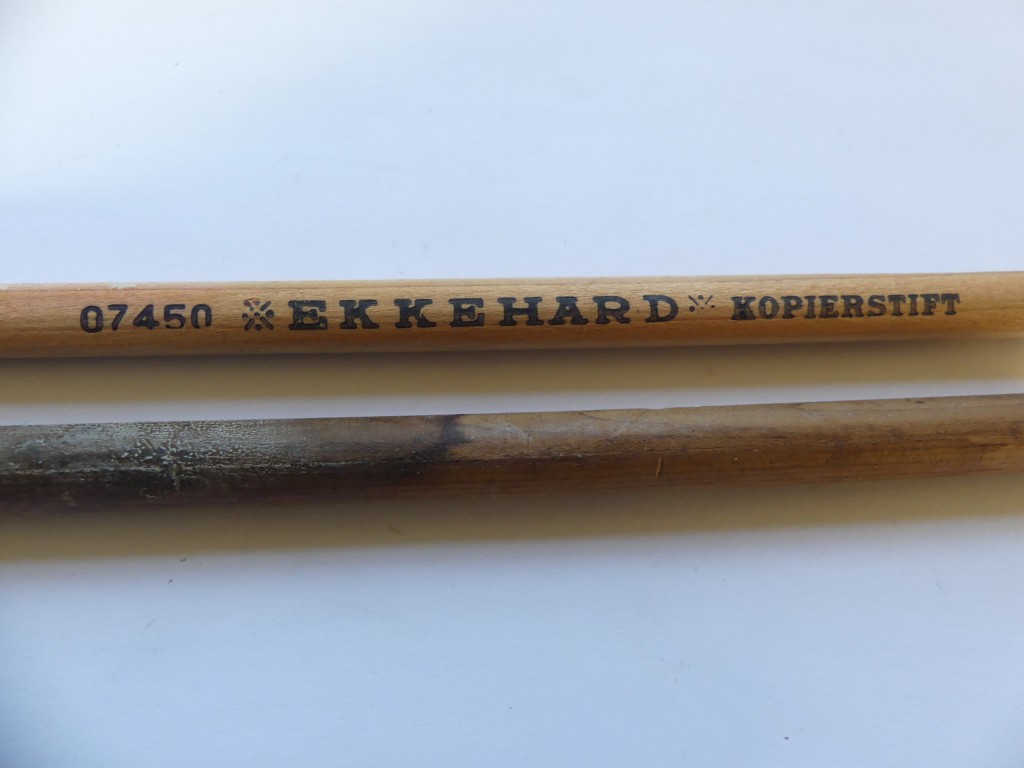 07450 ※ EKKEHARD ※ KOPIERSTIFT